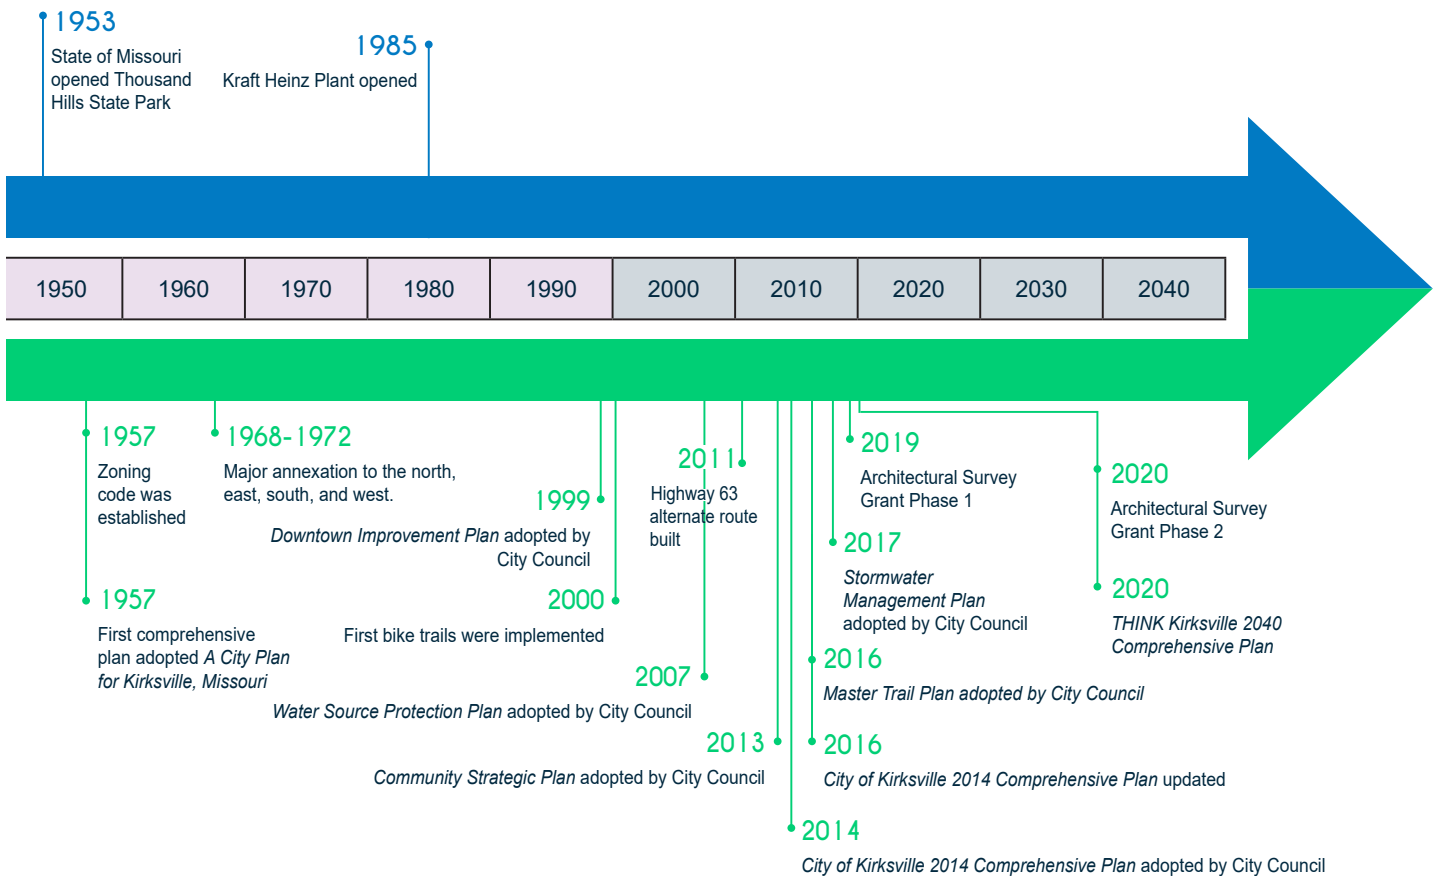 1953
State of Missouri
opened Thousand
Hills State Park
1985
Kraft Heinz Plant opened
1950 1960 1970 1980 1990 2000 2010 2020 2030 2040
1957
Zoning
code was
established
1957
First comprehensive
plan adopted A City Plan
for Kirksville, Missouri
1968-1972
Major annexation to the north,
east, south, and west.
1999
Downtown Improvement Plan adopted by
City Council
2000
First bike trails were implemented
2007
Water Source Protection Plan adopted by City Council
2011
Highway 63
alternate route
built
2013
Community Strategic Plan adopted by City Council
2014
City of Kirksville 2014 Comprehensive Plan adopted by City Council
2016
City of Kirksville 2014 Comprehensive Plan updated
2016
Master Trail Plan adopted by City Council
2017
Stormwater
Management Plan
adopted by City Council
2019
Architectural Survey
Grant Phase 1
2020
Architectural Survey
Grant Phase 2
2020
THINK Kirksville 2040
Comprehensive Plan